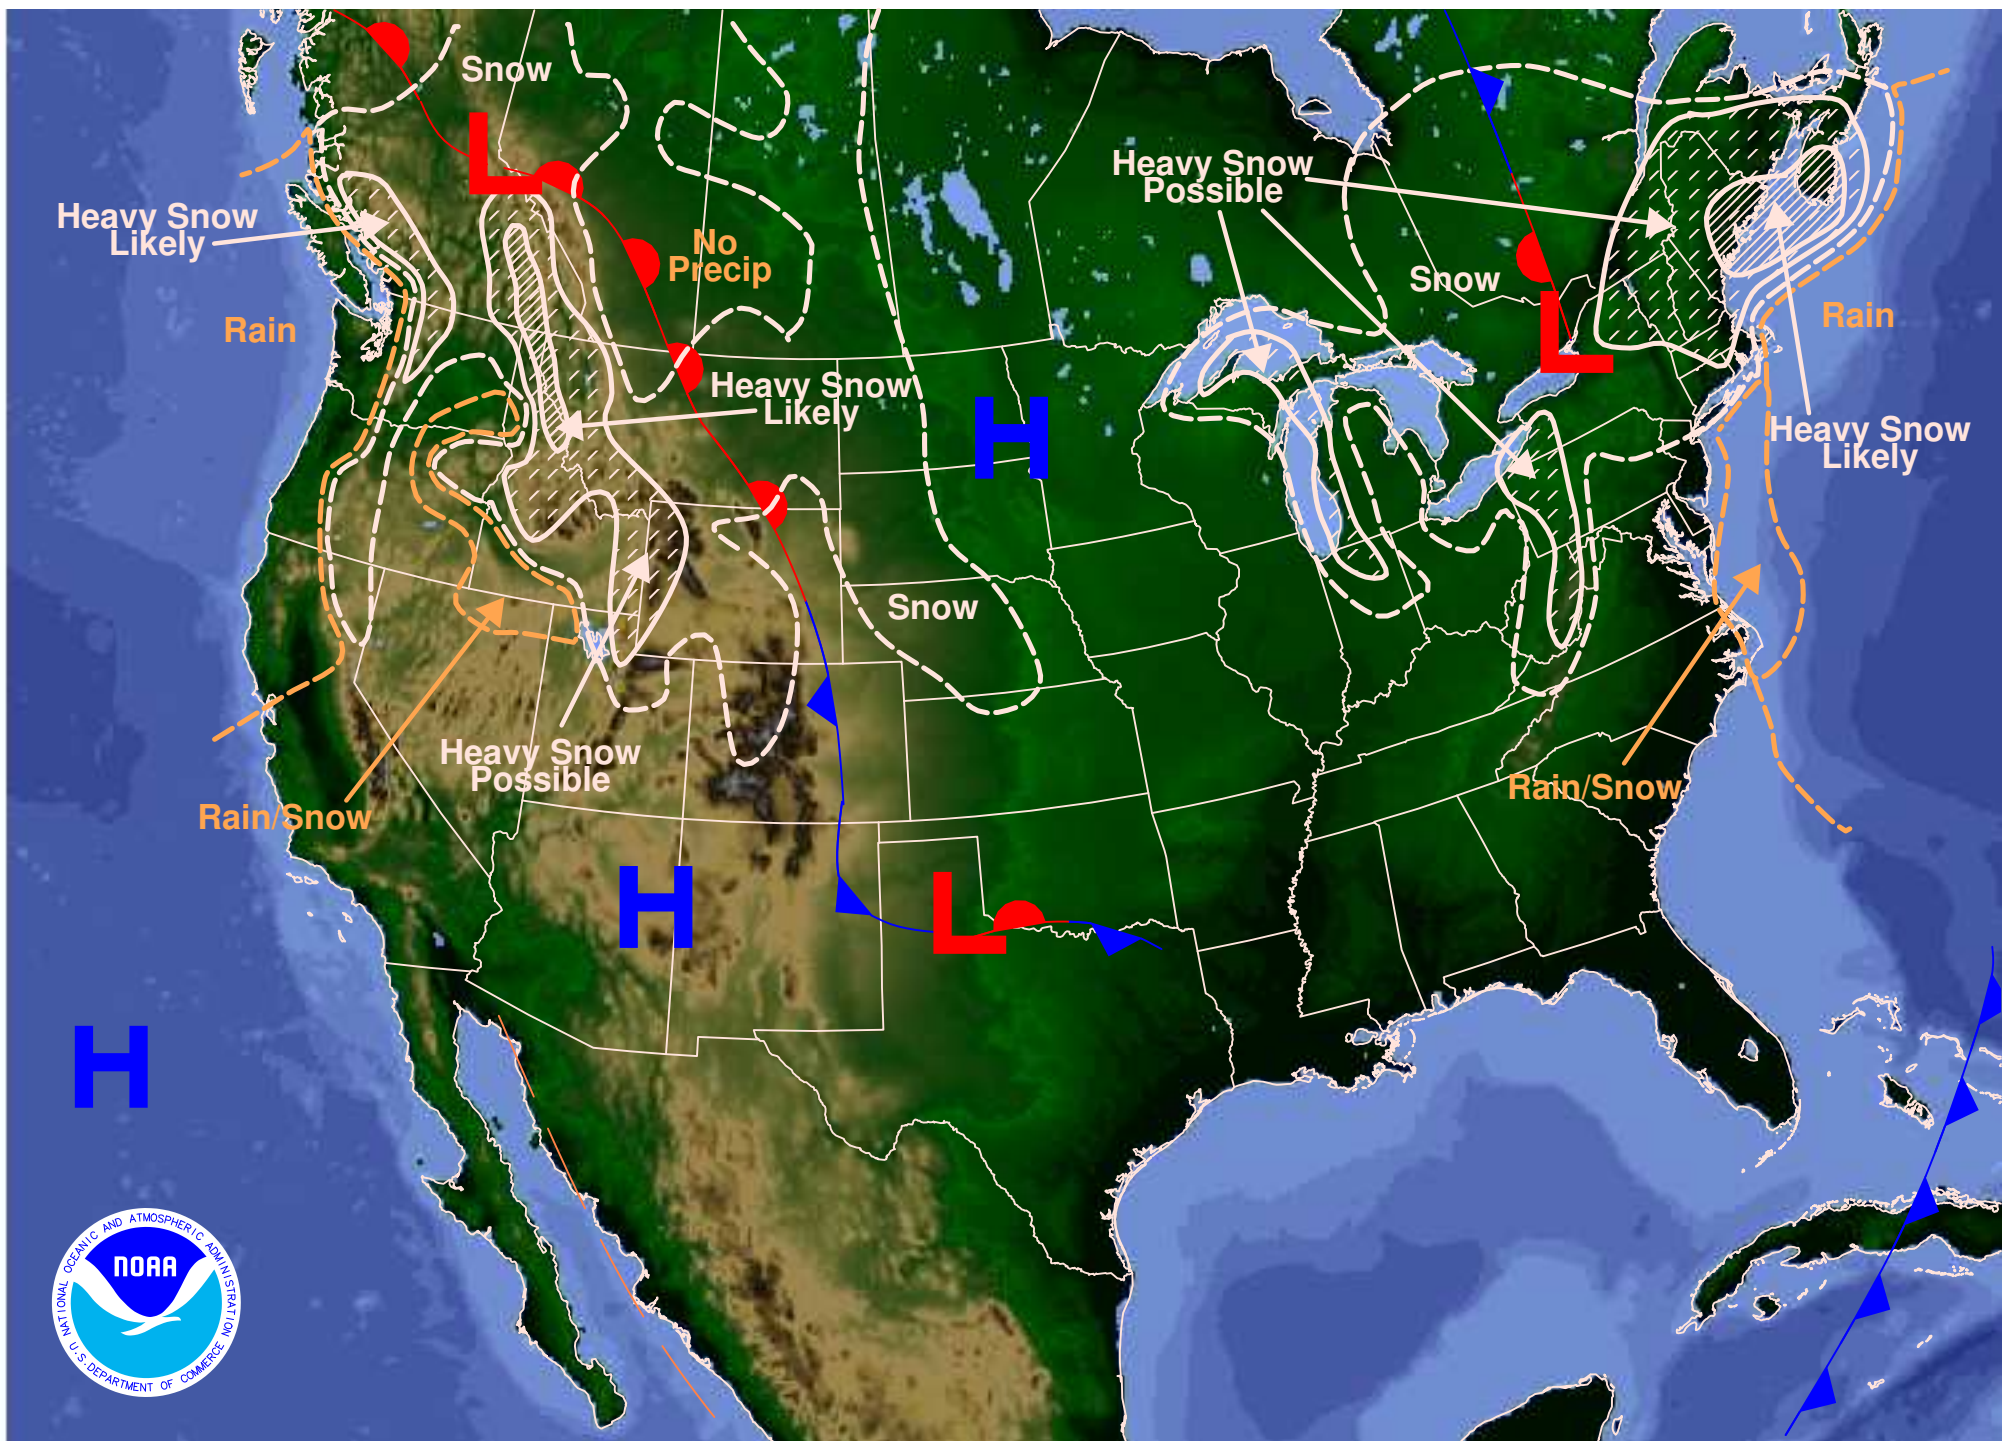 Snow
Heavy Snow
Possible
Heavy Snow
Likely
No
Precip
Snow
Rain
Rain
Heavy Snow
Likely
Heavy Snow
Likely
Snow
Heavy Snow
Possible
Rain/Snow
Rain/Snow
L
L
H
H
L
H
NATIONAL OCEANIC AND ATMOSPHERIC ADMINISTRATION
NOAA
U.S. DEPARTMENT OF COMMERCE